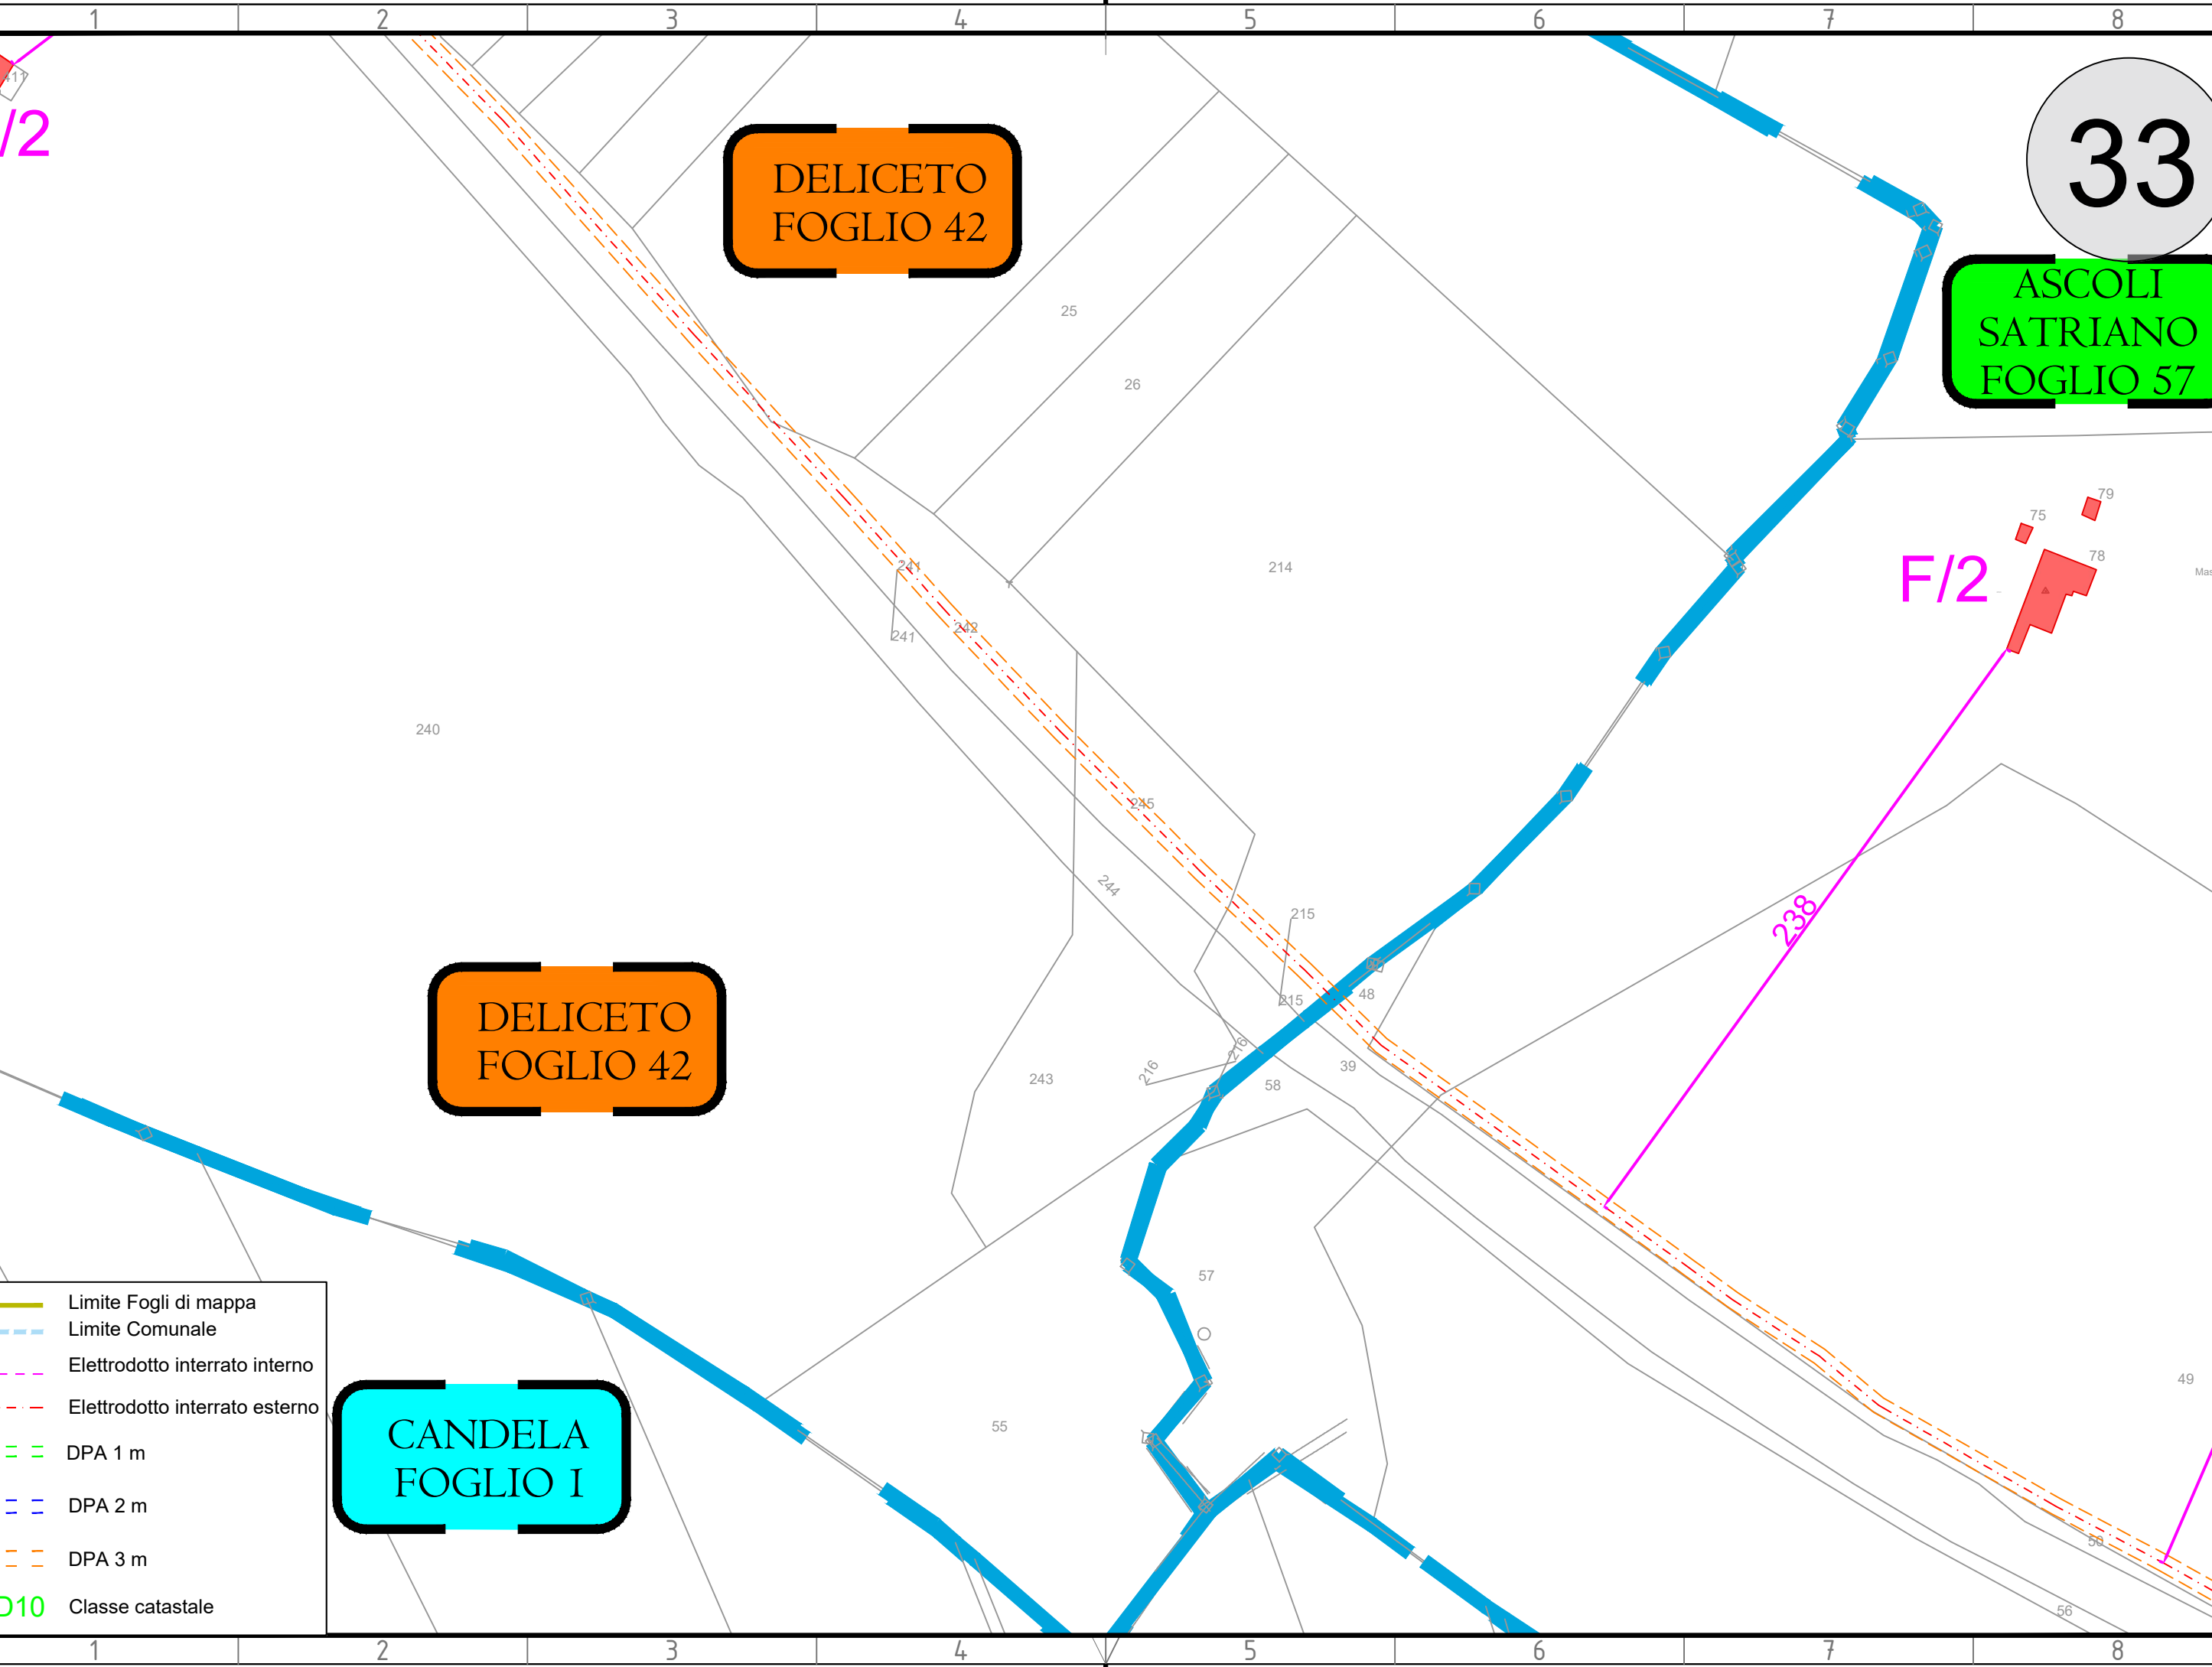 1 2 3 4 5 6 7 8
411
/2
33
DELICETO
FOGLIO 42
ASCOLI
SATRIANO
FOGLIO 57
25
26
79
75
78
F/2
214
241
242
241
240
245
244
238
215
215
48
DELICETO
FOGLIO 42
216
216
39
58
243
57
49
55
50
56
CANDELA
FOGLIO 1
Limite Fogli di mappa
Limite Comunale
Elettrodotto interrato interno
Elettrodotto interrato esterno
DPA 1 m
DPA 2 m
DPA 3 m
D10 Classe catastale
1 2 3 4 5 6 7 8